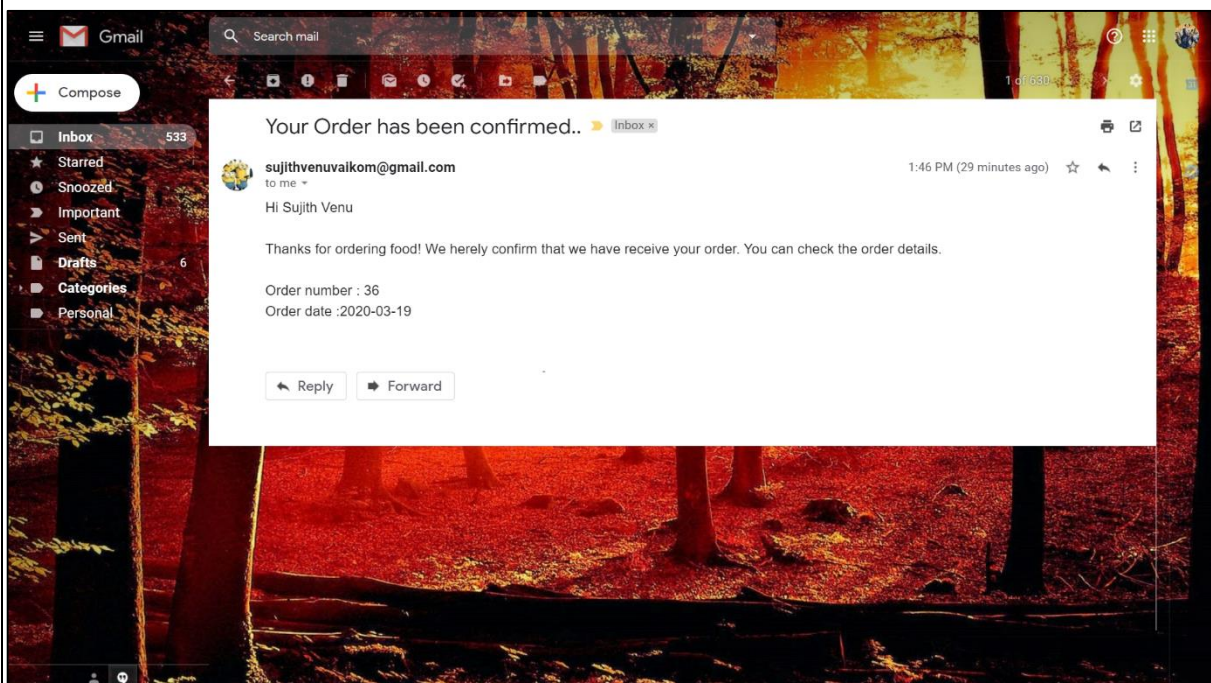 Gmail
Search mail
Compose
1 of 630
Inbox 533
Starred
Snoozed
Important
Sent
Drafts 6
Categories
Personal
Your Order has been confirmed.. Inbox ×
sujithvenuvaikom@gmail.com 1:46 PM (29 minutes ago)
to me
Hi Sujith Venu
Thanks for ordering food! We herely confirm that we have receive your order. You can check the order details.
Order number : 36
Order date :2020-03-19
Reply Forward